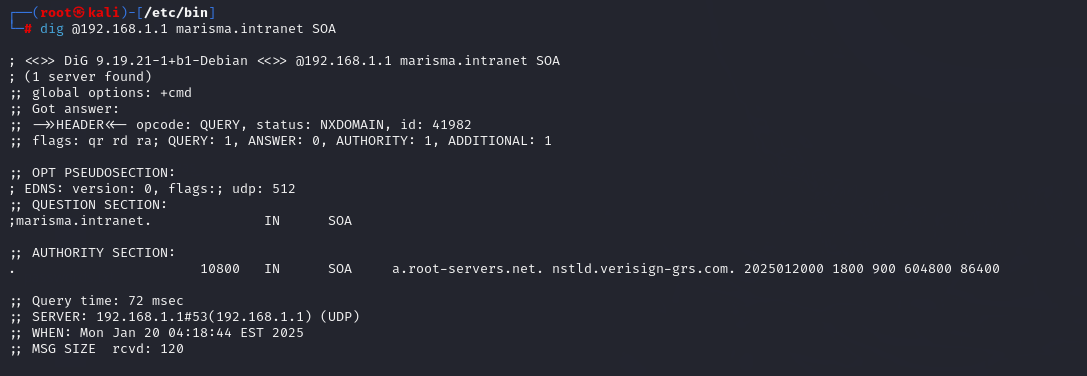 ┌──(root㉿kali)-[/etc/bin]
└─# dig @192.168.1.1 marisma.intranet SOA

; <<>> DiG 9.19.21-1+b1-Debian <<>> @192.168.1.1 marisma.intranet SOA
; (1 server found)
;; global options: +cmd
;; Got answer:
;; ->>HEADER<<- opcode: QUERY, status: NXDOMAIN, id: 41982
;; flags: qr rd ra; QUERY: 1, ANSWER: 0, AUTHORITY: 1, ADDITIONAL: 1

;; OPT PSEUDOSECTION:
; EDNS: version: 0, flags:; udp: 512
;; QUESTION SECTION:
;marisma.intranet.              IN      SOA

;; AUTHORITY SECTION:
.                       10800   IN      SOA     a.root-servers.net. nstld.verisign-grs.com. 2025012000 1800 900 604800 86400

;; Query time: 72 msec
;; SERVER: 192.168.1.1#53(192.168.1.1) (UDP)
;; WHEN: Mon Jan 20 04:18:44 EST 2025
;; MSG SIZE  rcvd: 120